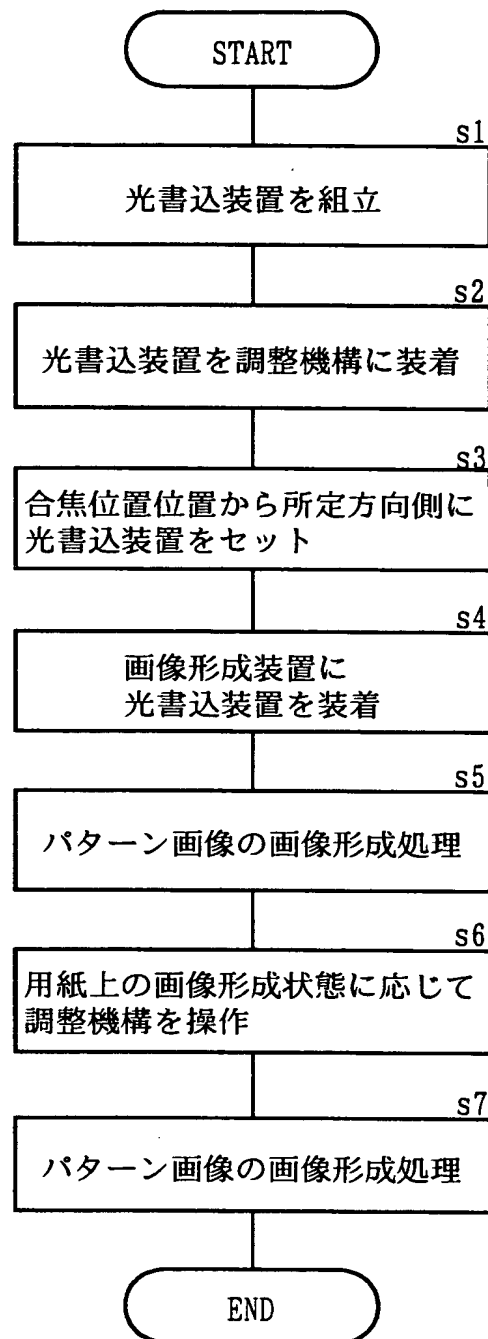 START
s1
光書込装置を組立
s2
光書込装置を調整機構に装着
s3
合焦位置位置から所定方向側に
光書込装置をセット
s4
画像形成装置に
光書込装置を装着
s5
パターン画像の画像形成処理
s6
用紙上の画像形成状態に応じて
調整機構を操作
s7
パターン画像の画像形成処理
END